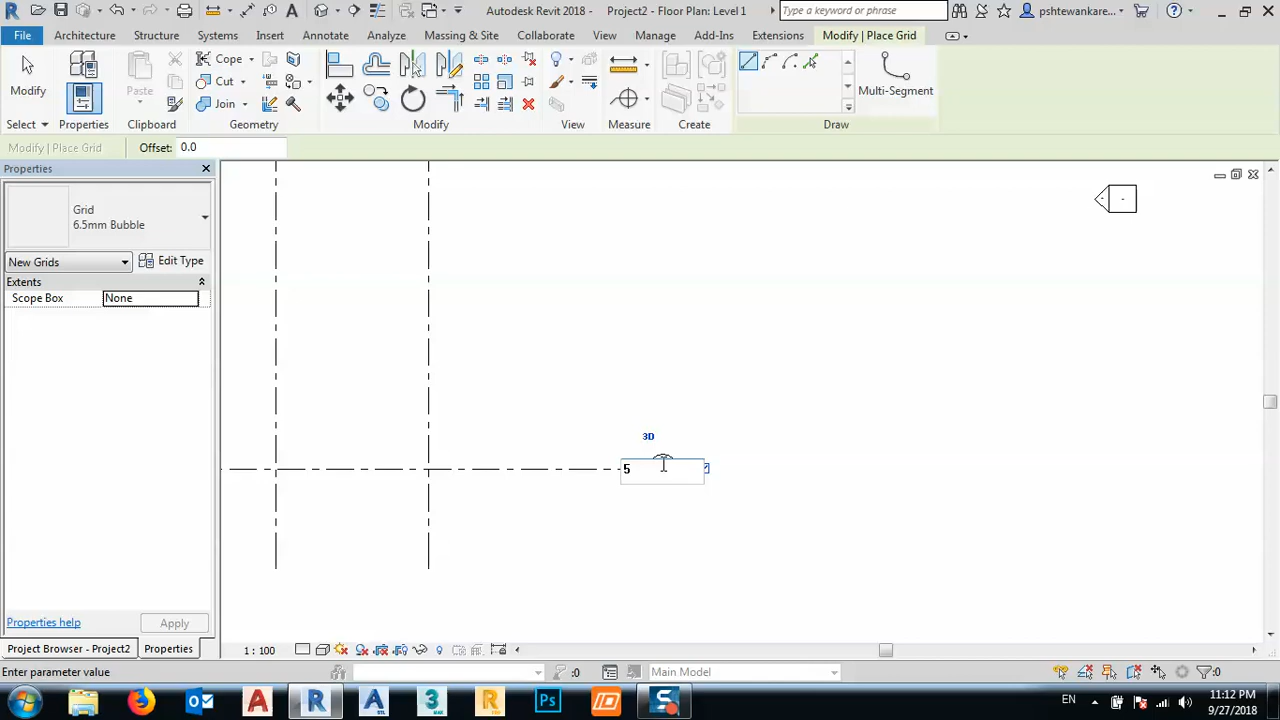 Autodesk Revit 2018 -
Project2 - Floor Plan: Level 1
Type a keyword or phrase
pshtewankare...
File
Architecture
Structure
Systems
Insert
Annotate
Analyze
Massing & Site
Collaborate
View
Manage
Add-Ins
Extensions
Modify | Place Grid
Modify
Paste
Cope
Cut
Join
Multi-Segment
Select
Properties
Clipboard
Geometry
Modify
View
Measure
Create
Draw
Modify | Place Grid
Offset: 0.0
Properties
Grid
6.5mm Bubble
New Grids
Edit Type
Extents
Scope Box
None
3D
5
Properties help
Apply
Project Browser - Project2
Properties
1 : 100
Enter parameter value
:0
Main Model
:0
EN
11:12 PM
9/27/2018